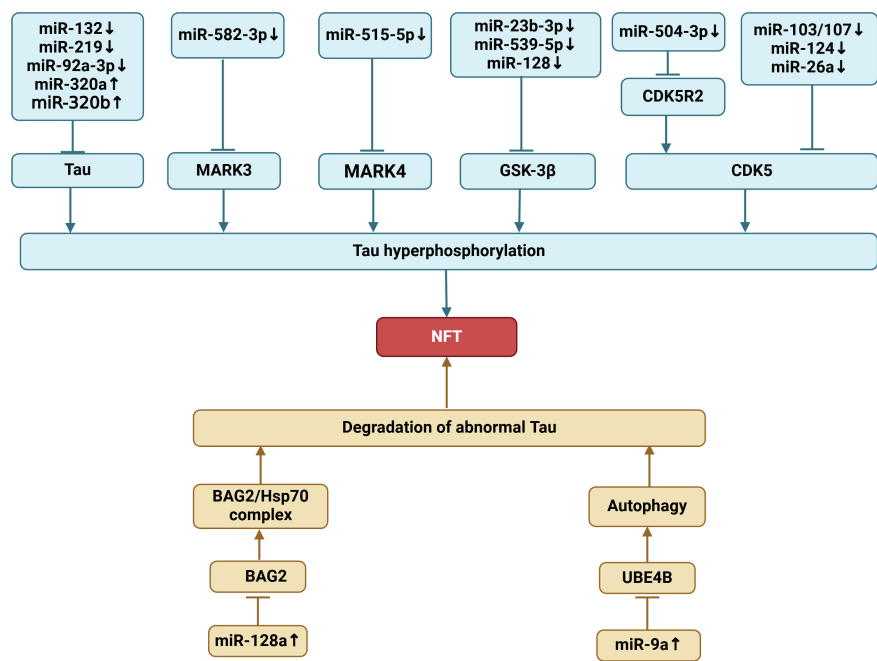 miR-132↓
miR-219↓
miR-92a-3p↓
miR-320a↑
miR-320b↑
miR-582-3p↓
miR-515-5p↓
miR-23b-3p↓
miR-539-5p↓
miR-128↓
miR-504-3p↓
miR-103/107↓
miR-124↓
miR-26a↓
CDK5R2
Tau
MARK3
MARK4
GSK-3β
CDK5
Tau hyperphosphorylation
NFT
Degradation of abnormal Tau
BAG2/Hsp70
complex
Autophagy
BAG2
UBE4B
miR-128a↑
miR-9a↑